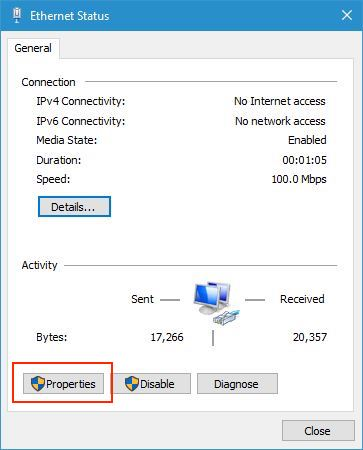 Ethernet Status
General
Connection
IPv4 Connectivity: No Internet access
IPv6 Connectivity: No network access
Media State: Enabled
Duration: 00:01:05
Speed: 100.0 Mbps
Details...
Activity
Sent Received
Bytes: 17,266 20,357
Properties Disable Diagnose
Close